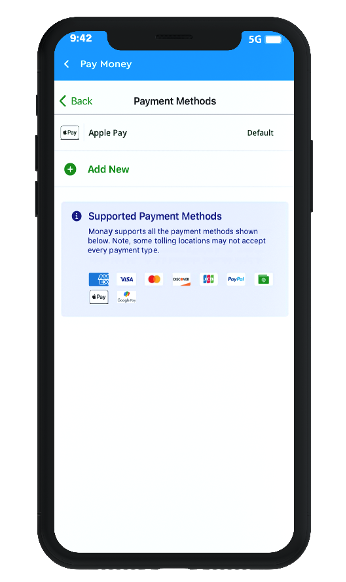 9:42 5G
Pay Money
Back Payment Methods
Pay Apple Pay Default
Add New
Supported Payment Methods
Monay supports all the payment methods shown
below. Note, some tolling locations may not accept
every payment type.
VISA DISCOVER JCB PayPal
Pay Google Pay